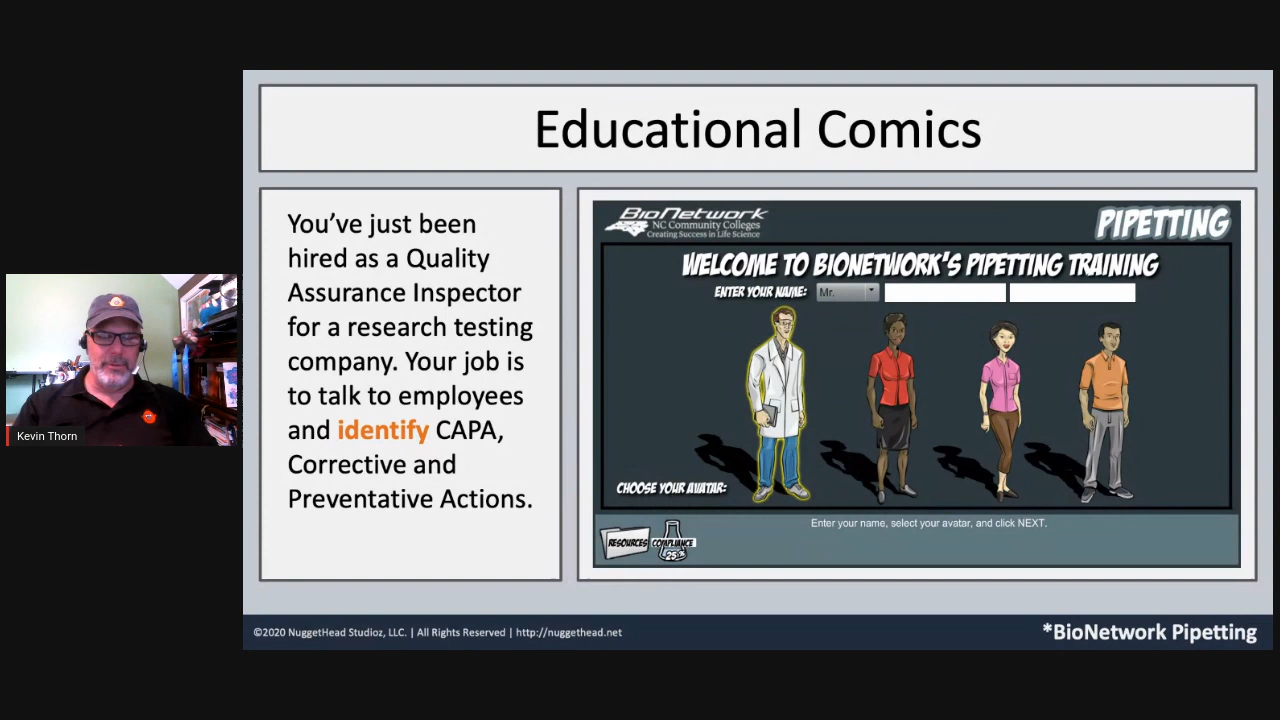 Educational Comics
You've just been
hired as a Quality
Assurance Inspector
for a research testing
company. Your job is
to talk to employees
and identify CAPA,
Corrective and
Preventative Actions.
BIONETWORK
NC Community Colleges
Creating Success in Life Science
PIPETTING
WELCOME TO BIONETWORK'S PIPETTING TRAINING
ENTER YOUR NAME: Mr.
CHOOSE YOUR AVATAR:
Enter your name, select your avatar, and click NEXT.
RESOURCES COMPLIANCE
25%
Kevin Thorn
©2020 NuggetHead Studioz, LLC. | All Rights Reserved | http://nuggethead.net
*BioNetwork Pipetting